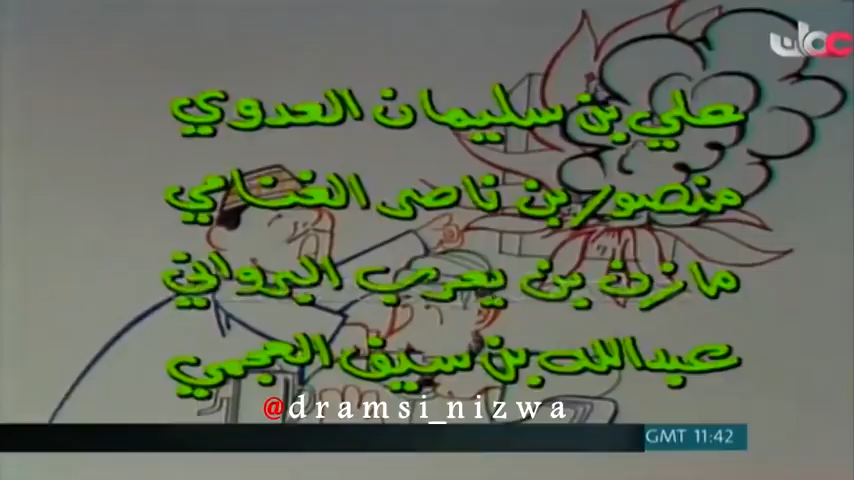 علي بن سليمان العدوي
منصور بن ناصر الغنامي
مازن بن يعرب البرواني
عبدالله بن سيف العجمي
@dramsi_nizwa
GMT 11:42